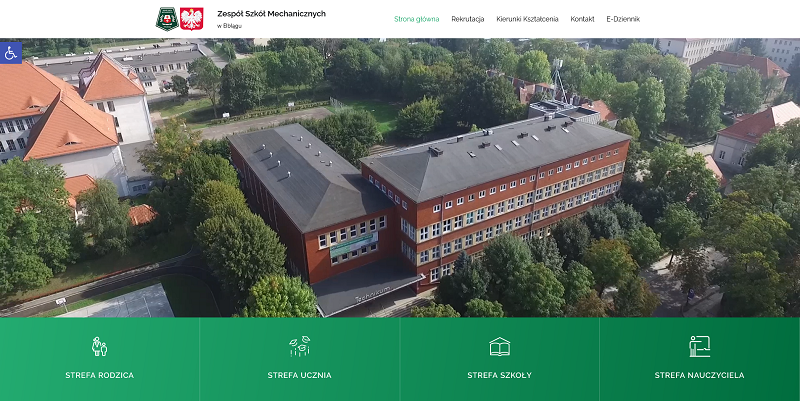 Zespół Szkół Mechanicznych
w Elblągu
Strona główna Rekrutacja Kierunki Kształcenia Kontakt E-Dziennik
Technikum
STREFA RODZICA STREFA UCZNIA STREFA SZKOŁY STREFA NAUCZYCIELA